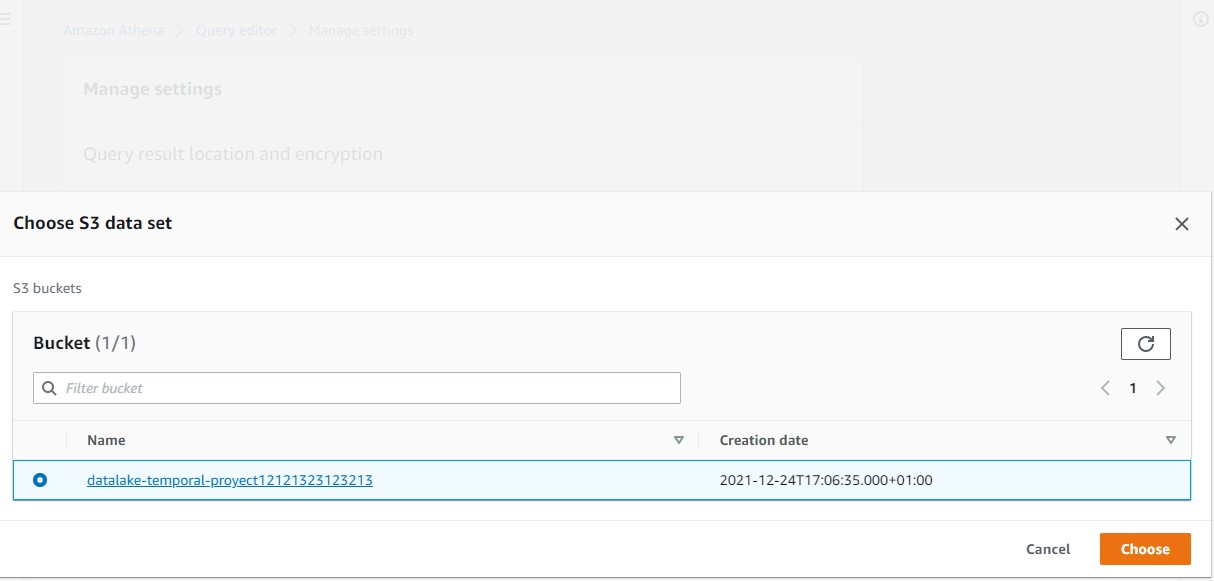 Amazon Athena > Query editor > Manage settings
Manage settings
Query result location and encryption
Choose S3 data set
S3 buckets
Bucket (1/1)
Filter bucket
1
Name Creation date
datalake-temporal-proyect12121323123213 2021-12-24T17:06:35.000+01:00
Cancel Choose